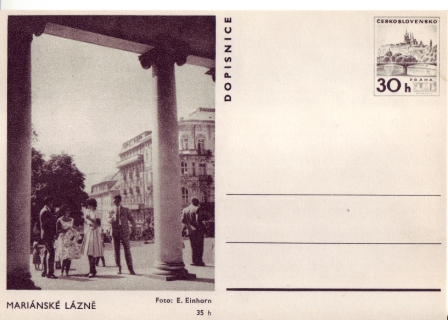 DOPISNICE
ČESKOSLOVENSKO
PRAHA
30 h
MARIÁNSKÉ LÁZNĚ
Foto: E. Einhorn
35 h